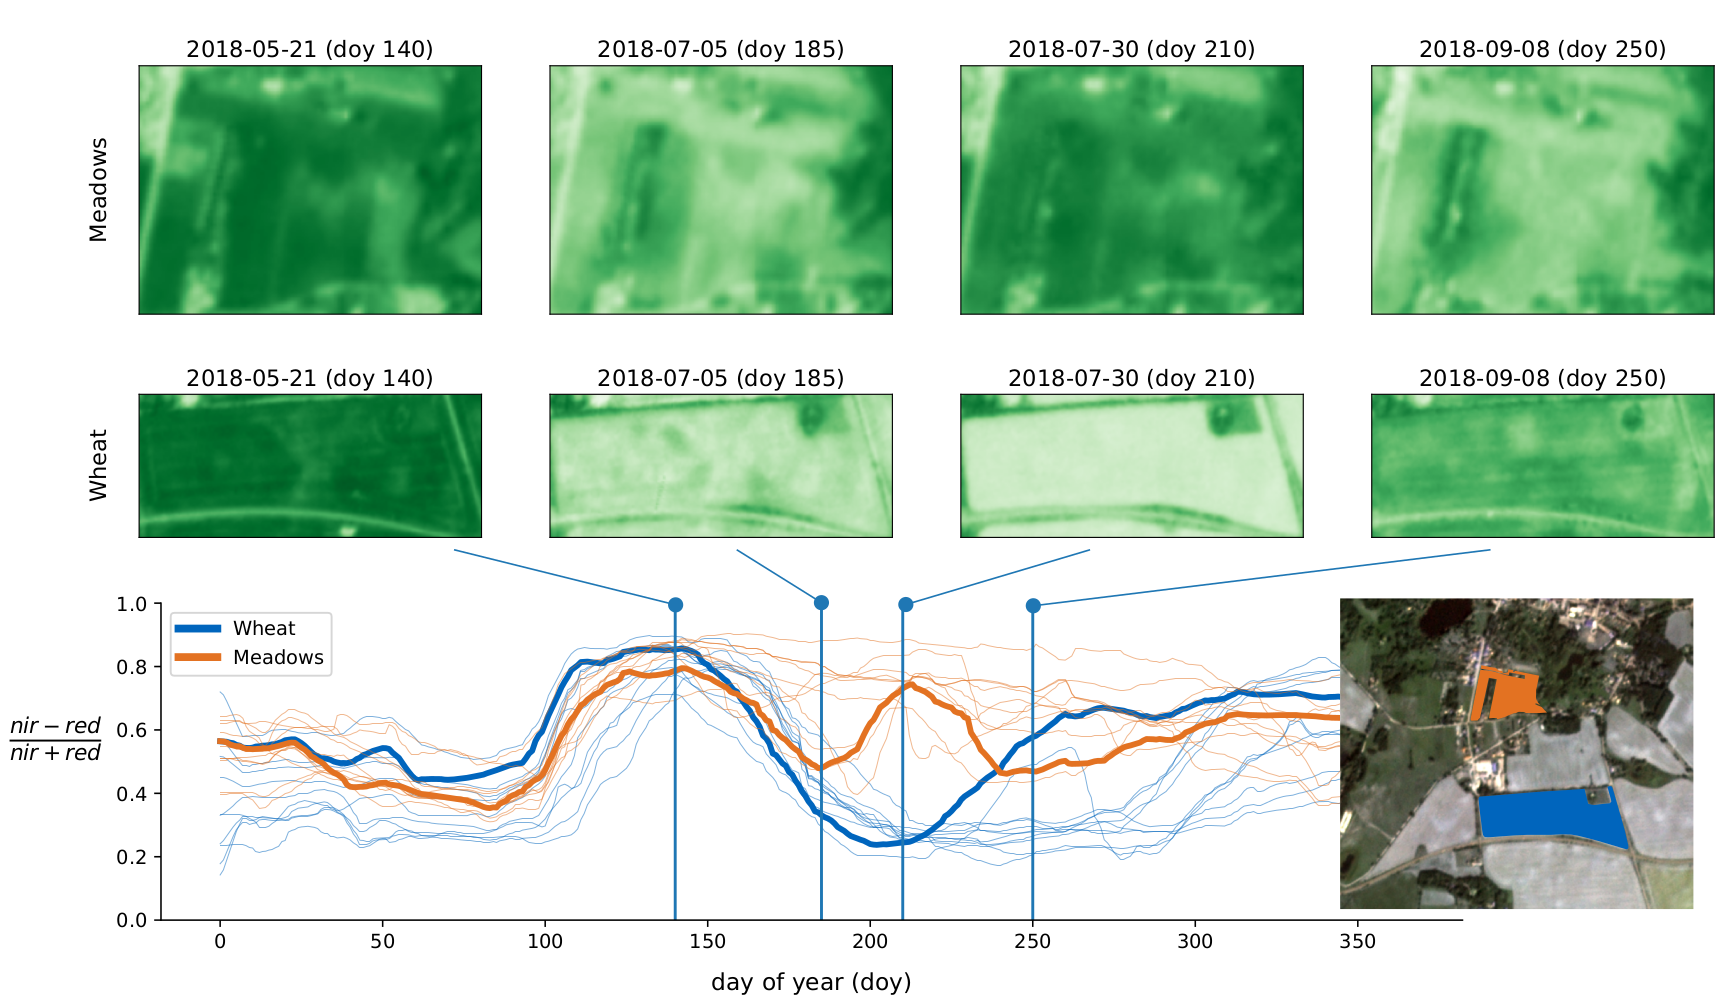 2018-05-21 (doy 140)
2018-07-05 (doy 185)
2018-07-30 (doy 210)
2018-09-08 (doy 250)
Meadows
2018-05-21 (doy 140)
2018-07-05 (doy 185)
2018-07-30 (doy 210)
2018-09-08 (doy 250)
Wheat
1.0
0.8
0.6
0.4
0.2
0.0
nir − red
nir + red
Wheat
Meadows
0
50
100
150
200
250
300
350
day of year (doy)